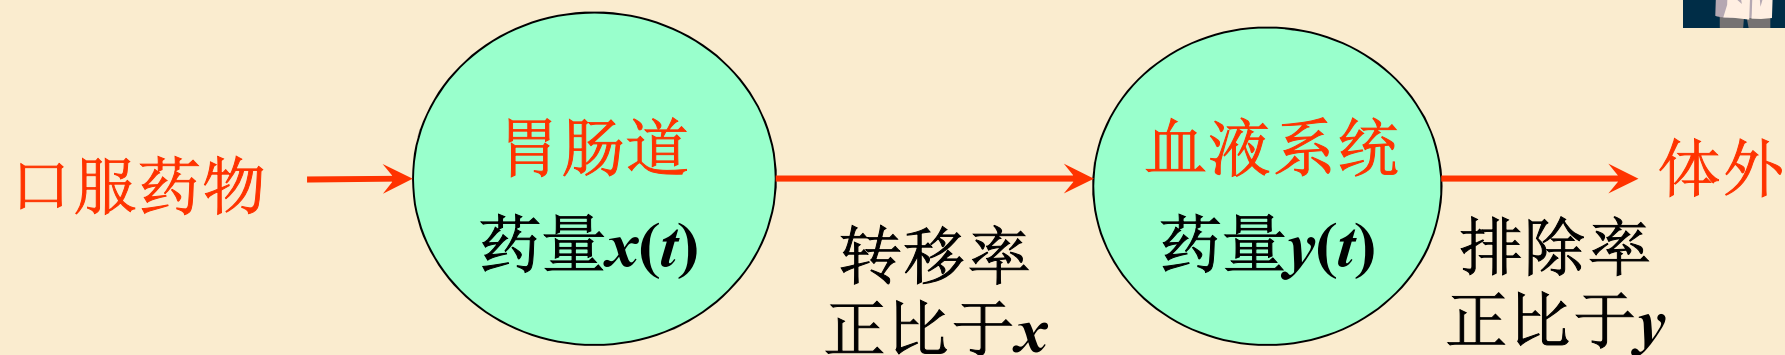 口服药物
胃肠道
药量x(t)
转移率
正比于x
血液系统
药量y(t)
排除率
正比于y
体外